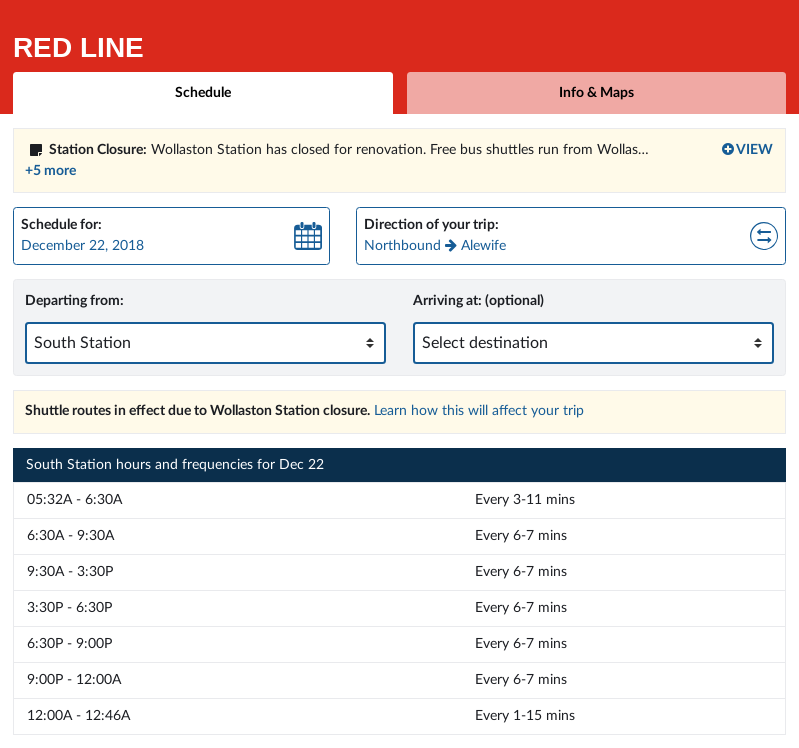 RED LINE
Schedule
Info & Maps
Station Closure: Wollaston Station has closed for renovation. Free bus shuttles run from Wollas...
VIEW
+5 more
Schedule for:
December 22, 2018
Direction of your trip:
Northbound → Alewife
Departing from:
Arriving at: (optional)
South Station
Select destination
Shuttle routes in effect due to Wollaston Station closure. Learn how this will affect your trip
South Station hours and frequencies for Dec 22
05:32A - 6:30A Every 3-11 mins
6:30A - 9:30A Every 6-7 mins
9:30A - 3:30P Every 6-7 mins
3:30P - 6:30P Every 6-7 mins
6:30P - 9:00P Every 6-7 mins
9:00P - 12:00A Every 6-7 mins
12:00A - 12:46A Every 1-15 mins